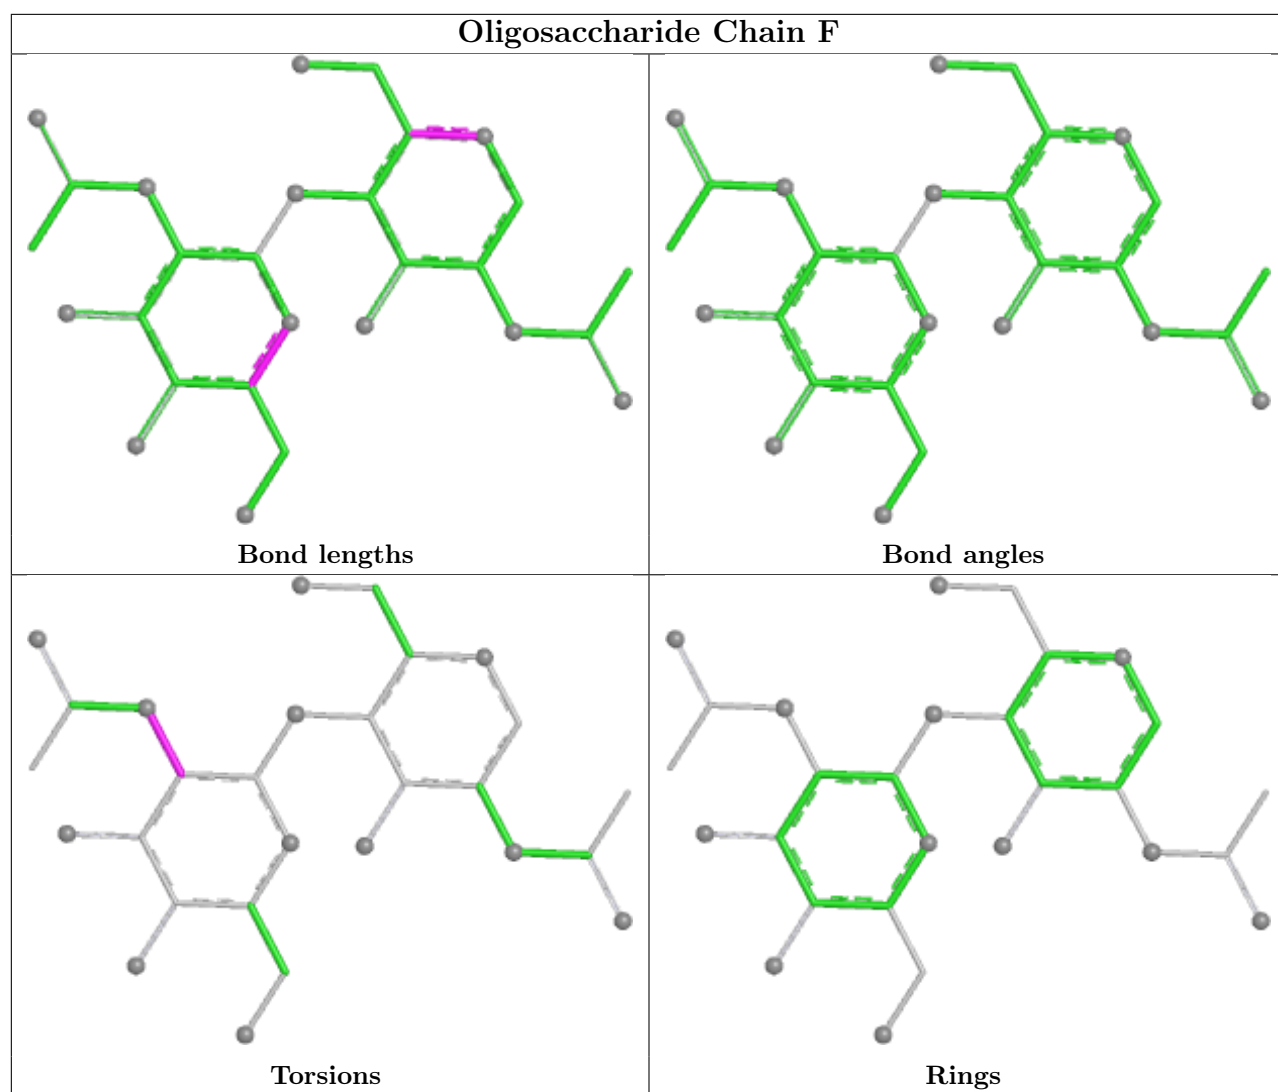 Oligosaccharide Chain F
Bond lengths
Bond angles
Torsions
Rings